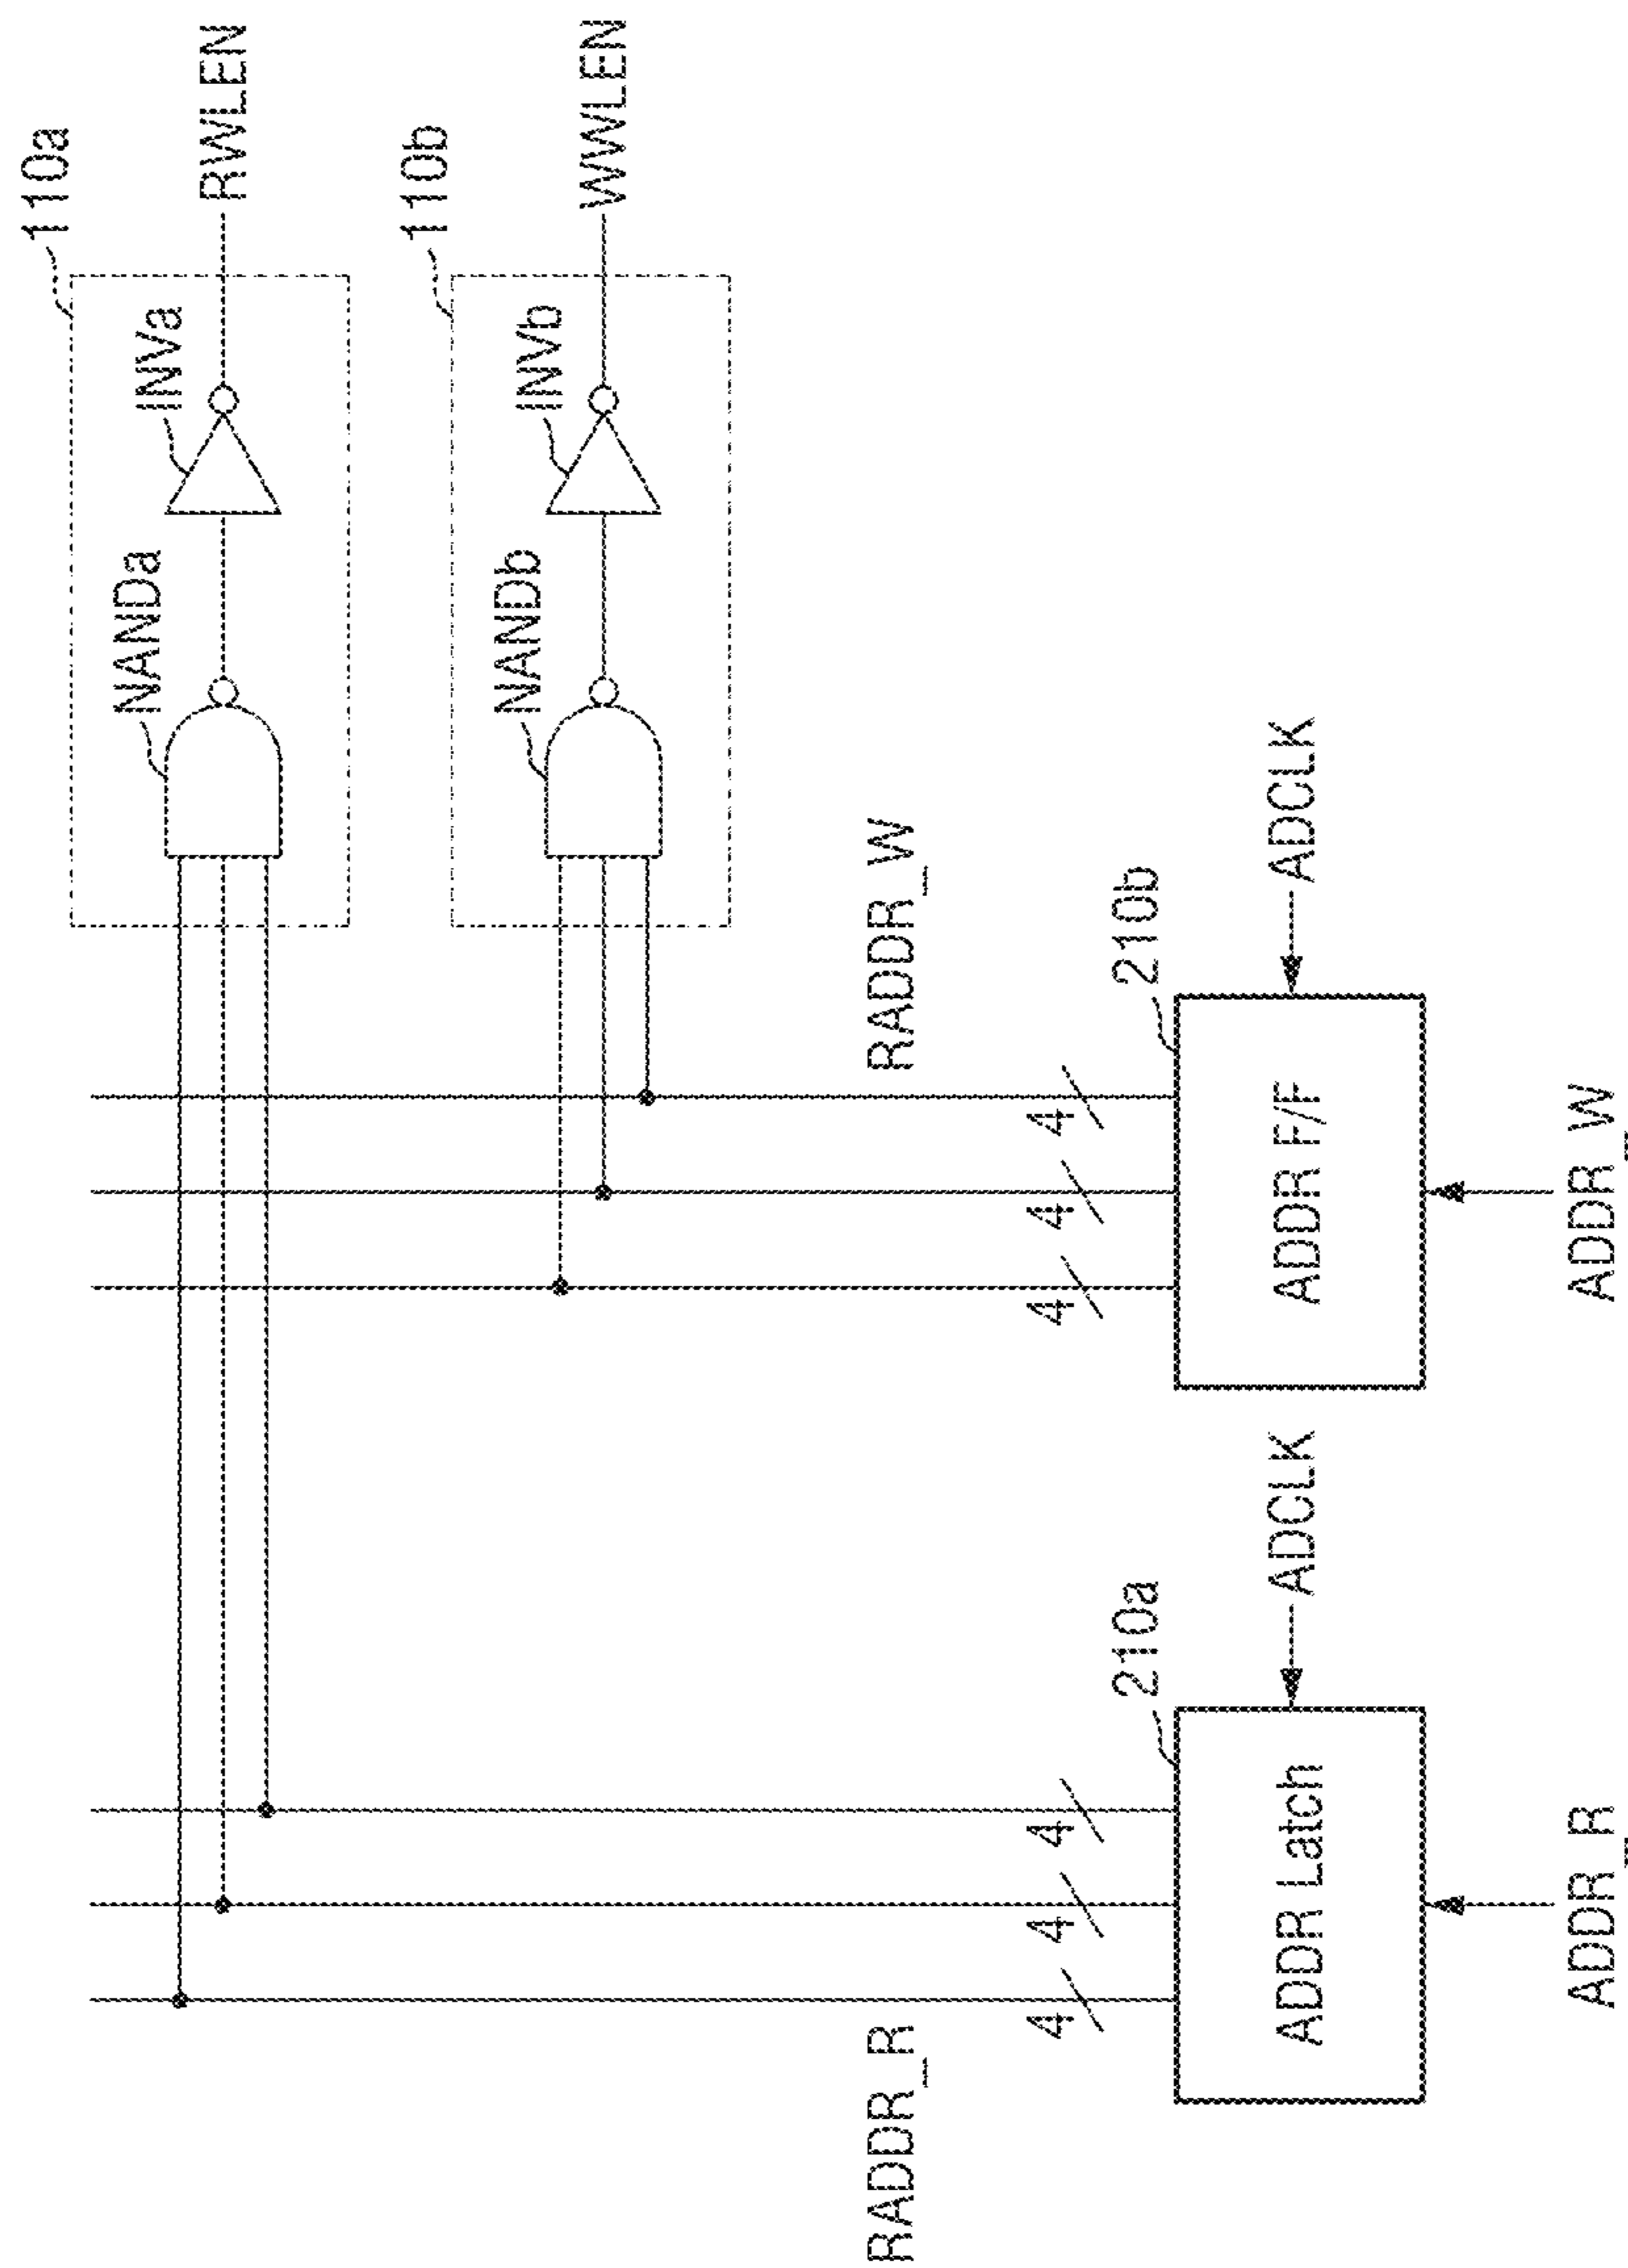 110a
RWLEN
INVa
NANDa
110b
WWLEN
INVb
NANDb
RADDR_R
RADDR_W
4
4
4
4
4
4
210a
ADDR Latch
ADCLK
210b
ADDR F/F
ADCLK
ADDR_R
ADDR_W